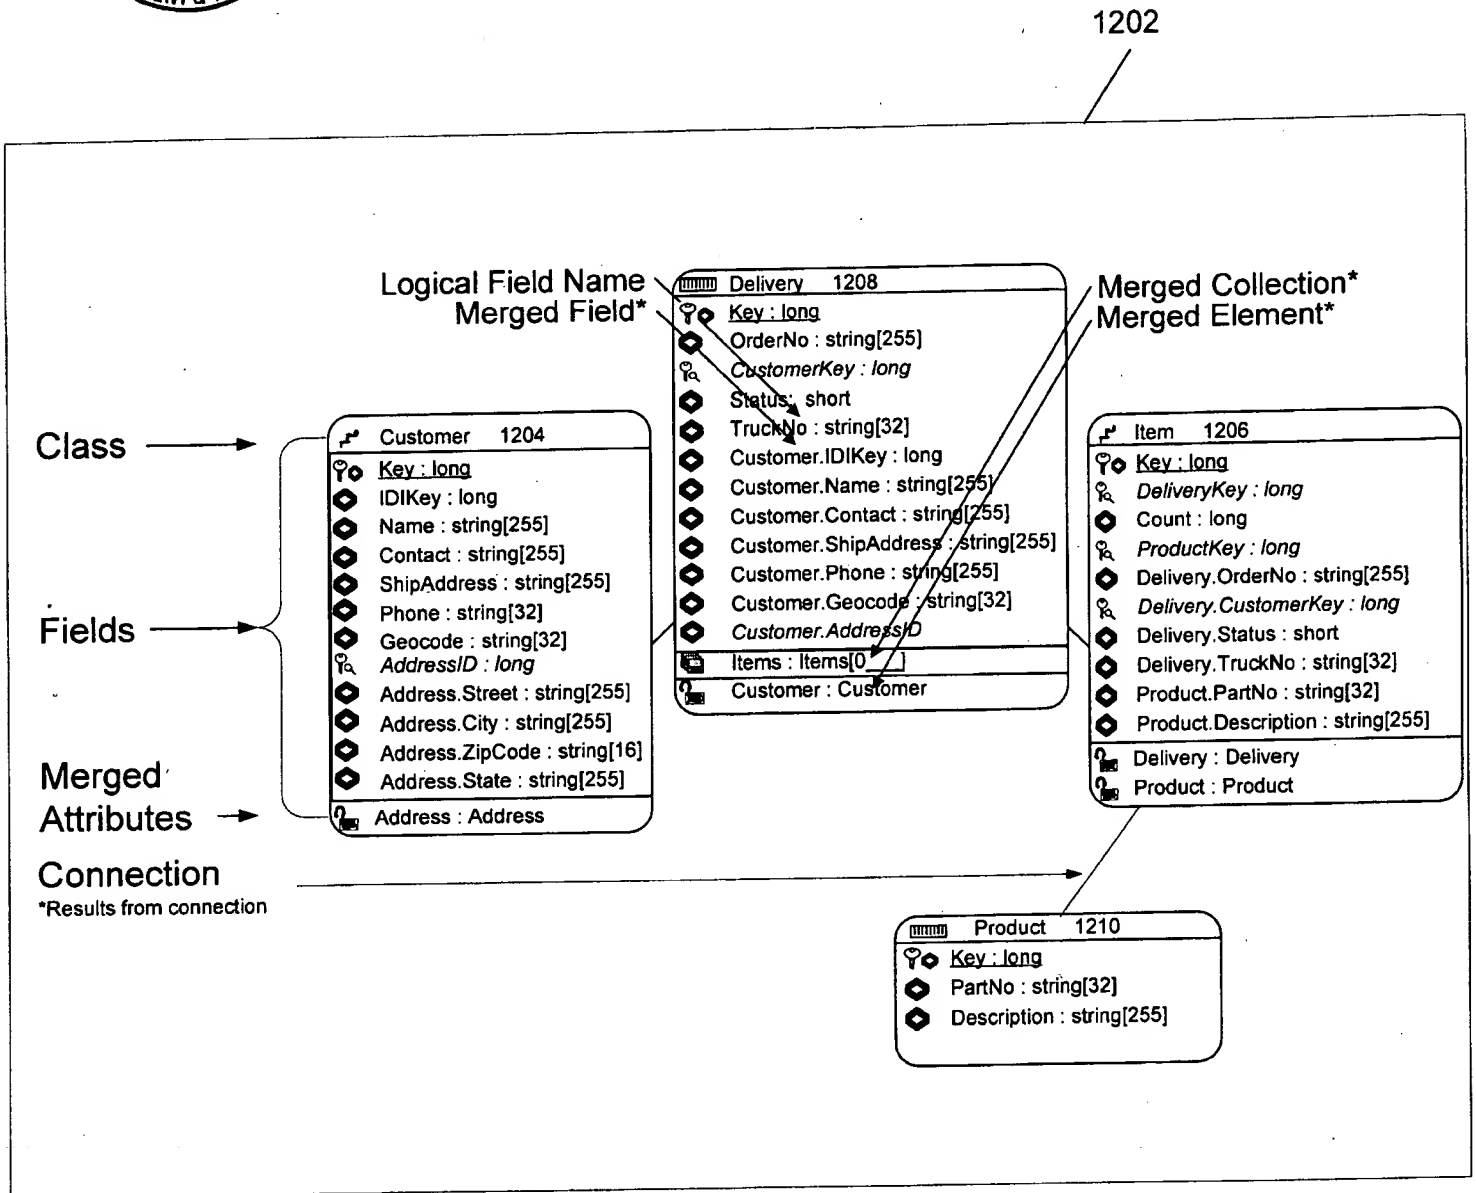 1202
Logical Field Name
Merged Field*
Merged Collection*
Merged Element*
Class
Fields
Merged
Attributes
Connection
*Results from connection
Customer 1204
Key : long
IDIKey : long
Name : string[255]
Contact : string[255]
ShipAddress : string[255]
Phone : string[32]
Geocode : string[32]
AddressID : long
Address.Street : string[255]
Address.City : string[255]
Address.ZipCode : string[16]
Address.State : string[255]
Address : Address
Delivery 1208
Key : long
OrderNo : string[255]
CustomerKey : long
Status: short
TruckNo : string[32]
Customer.IDIKey : long
Customer.Name : string[255]
Customer.Contact : string[255]
Customer.ShipAddress : string[255]
Customer.Phone : string[255]
Customer.Geocode : string[32]
Customer.AddressID
Items : Items[0____]
Customer : Customer
Item 1206
Key : long
DeliveryKey : long
Count : long
ProductKey : long
Delivery.OrderNo : string[255]
Delivery.CustomerKey : long
Delivery.Status : short
Delivery.TruckNo : string[32]
Product.PartNo : string[32]
Product.Description : string[255]
Delivery : Delivery
Product : Product
Product 1210
Key : long
PartNo : string[32]
Description : string[255]